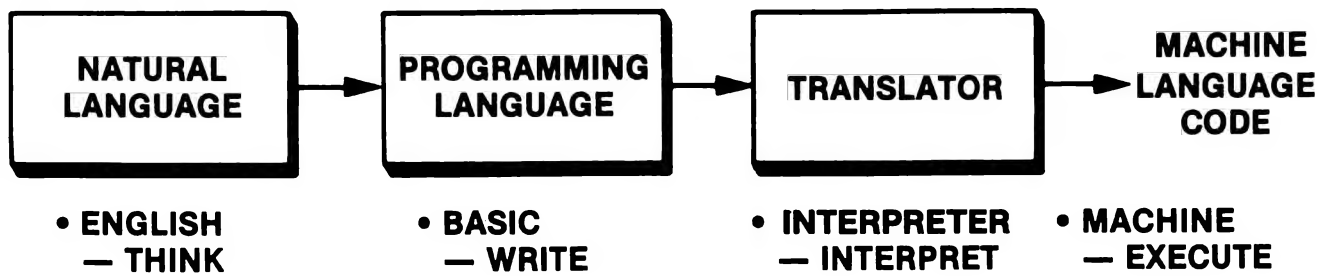 NATURAL
LANGUAGE
PROGRAMMING
LANGUAGE
TRANSLATOR
MACHINE
LANGUAGE
CODE
• ENGLISH
— THINK
• BASIC
— WRITE
• INTERPRETER
— INTERPRET
• MACHINE
— EXECUTE